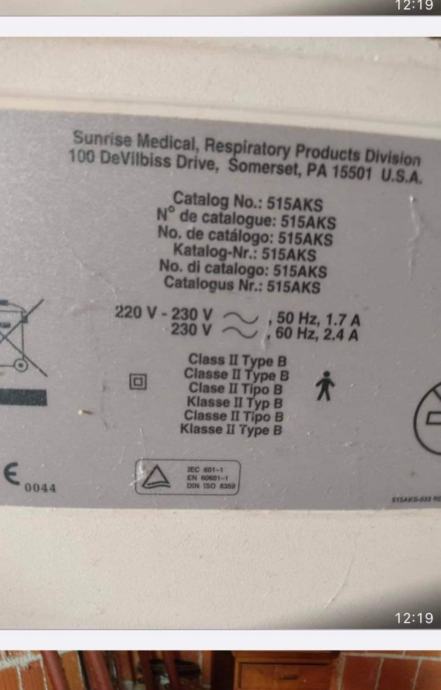 12:19
Sunrise Medical, Respiratory Products Division
100 DeVilbiss Drive, Somerset, PA 15501 U.S.A.
Catalog No.: 515AKS
N° de catalogue: 515AKS
No. de catálogo: 515AKS
Katalog-Nr.: 515AKS
No. di catalogo: 515AKS
Catalogus Nr.: 515AKS
220 V - 230 V ~, 50 Hz, 1.7 A
230 V ~, 60 Hz, 2.4 A
Class II Type B
Classe II Type B
Clase II Tipo B
Klasse II Typ B
Classe II Tipo B
Klasse II Type B
CE 0044
IEC 601-1
EN 60601-1
DIN ISO 8359
12:19